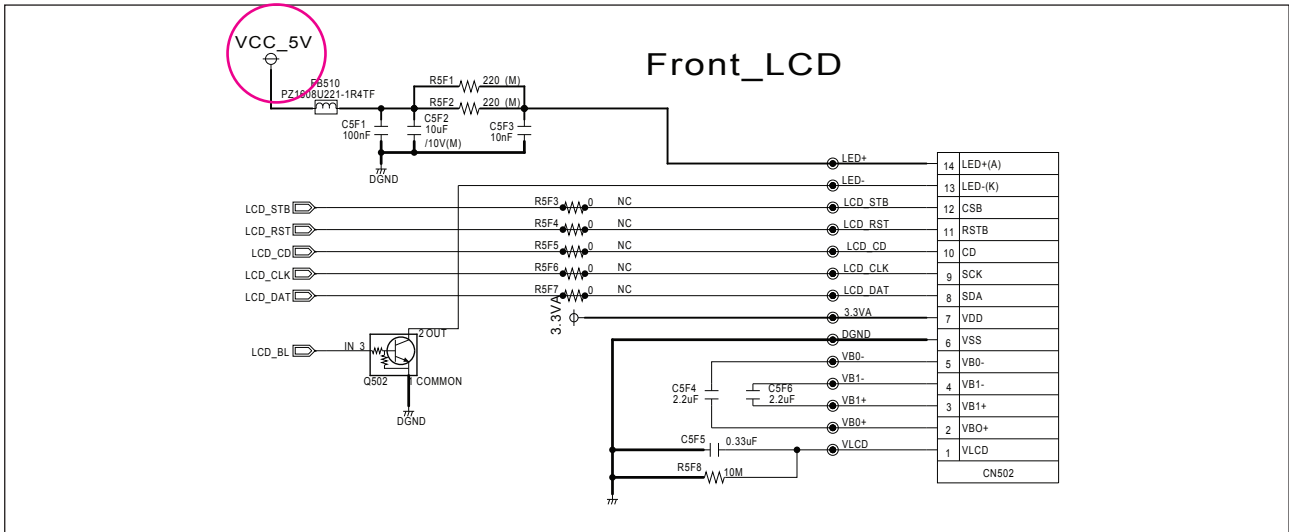 VCC_5V
Front_LCD
FB510
PZ1608U221-1R4TF
R5F1 220 (M)
R5F2 220 (M)
C5F1
100nF
C5F2
10uF
/10V(M)
C5F3
10nF
DGND
LED+ 14 LED+(A)
LED- 13 LED-(K)
LCD_STB R5F3 0 NC LCD_STB 12 CSB
LCD_RST R5F4 0 NC LCD_RST 11 RSTB
LCD_CD R5F5 0 NC LCD_CD 10 CD
LCD_CLK R5F6 0 NC LCD_CLK 9 SCK
LCD_DAT R5F7 0 NC LCD_DAT 8 SDA
3.3VA 3.3VA 7 VDD
DGND 6 VSS
LCD_BL IN 3 2 OUT
Q502 1 COMMON
DGND
VB0- 5 VB0-
VB1- 4 VB1-
C5F4
2.2uF
C5F6
2.2uF
VB1+ 3 VB1+
VB0+ 2 VBO+
C5F5 0.33uF VLCD 1 VLCD
R5F8 10M
CN502